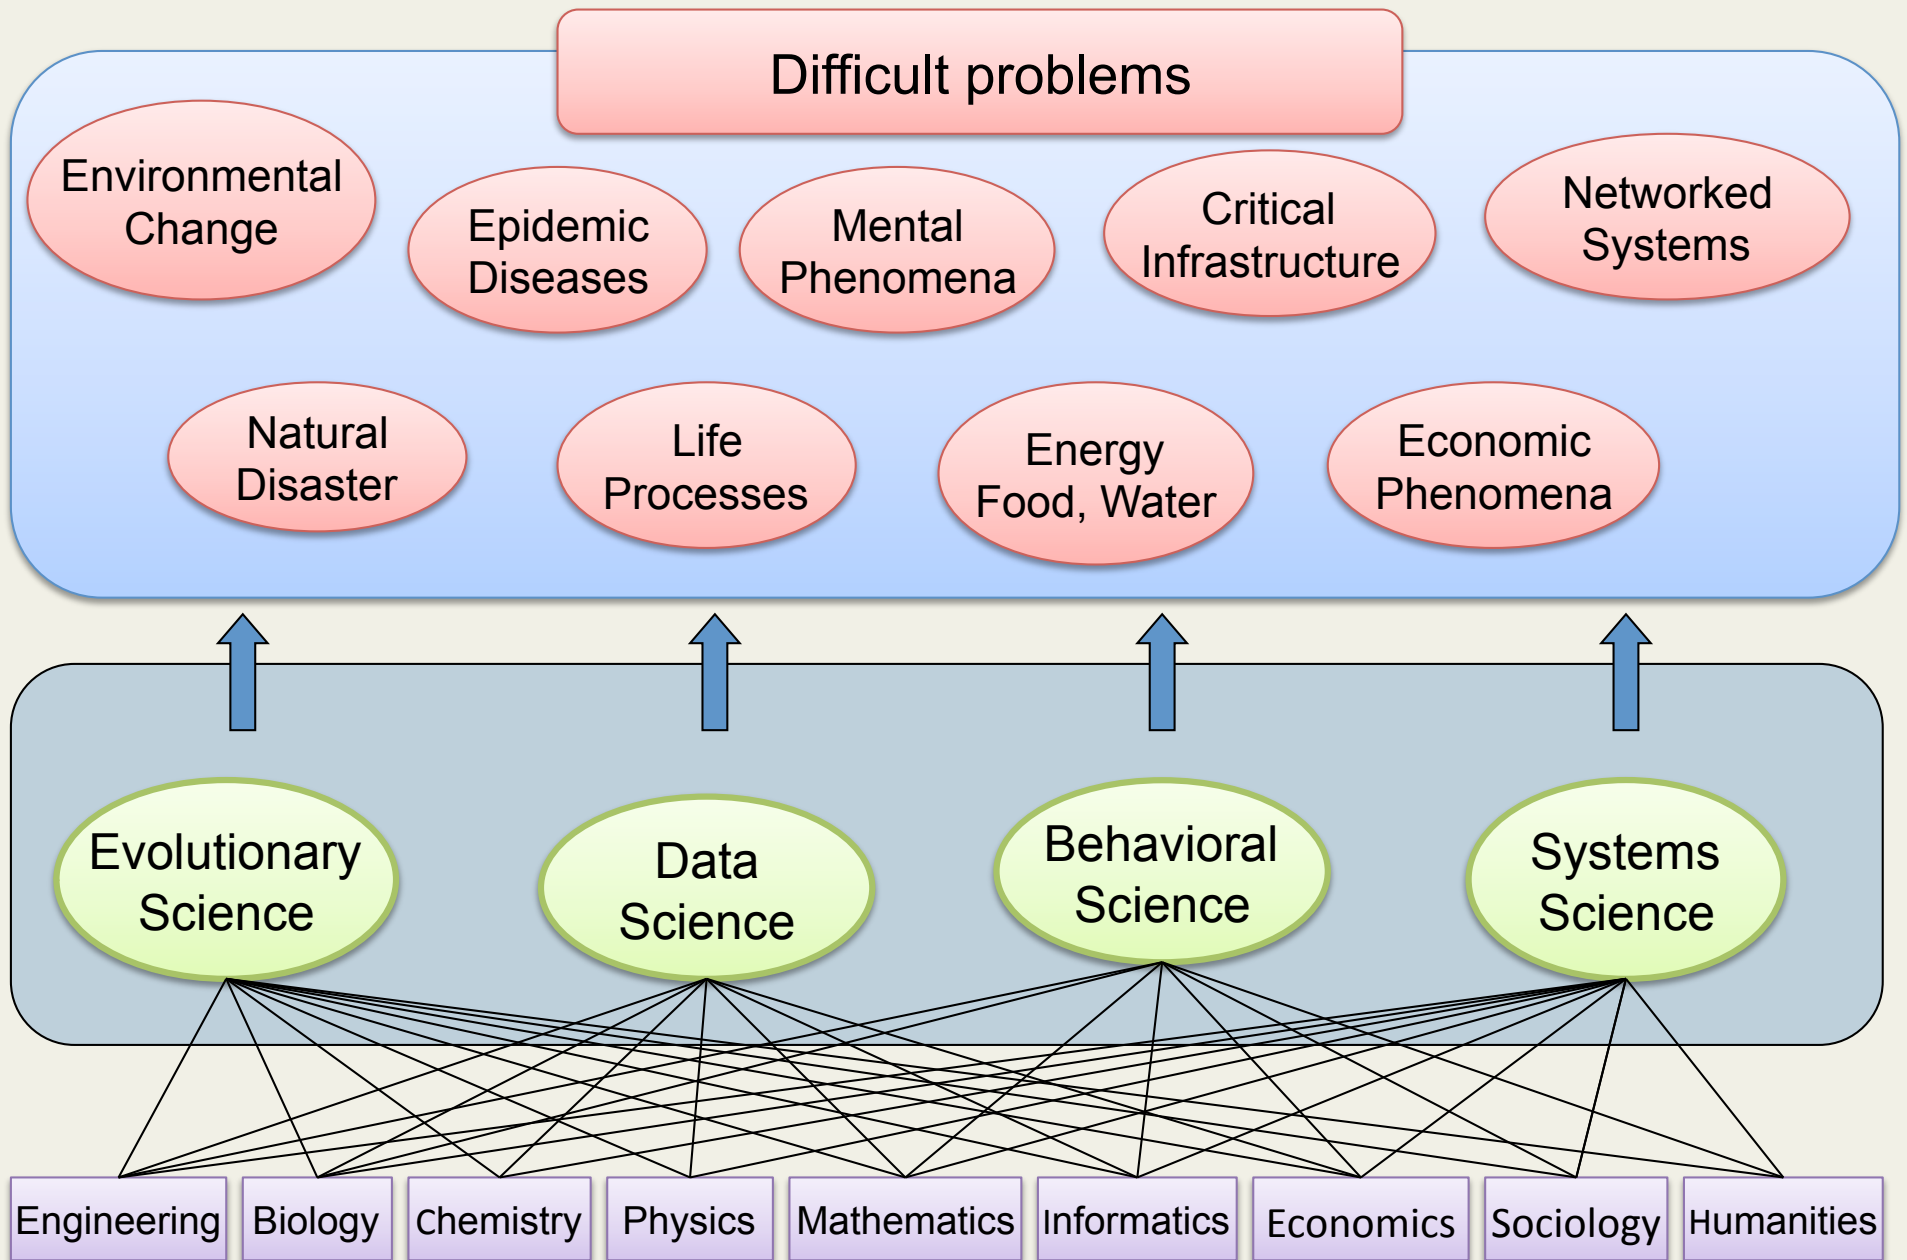 Difficult problems
Environmental
Change
Epidemic
Diseases
Mental
Phenomena
Critical
Infrastructure
Networked
Systems
Natural
Disaster
Life
Processes
Energy
Food, Water
Economic
Phenomena
Evolutionary
Science
Data
Science
Behavioral
Science
Systems
Science
Engineering
Biology
Chemistry
Physics
Mathematics
Informatics
Economics
Sociology
Humanities